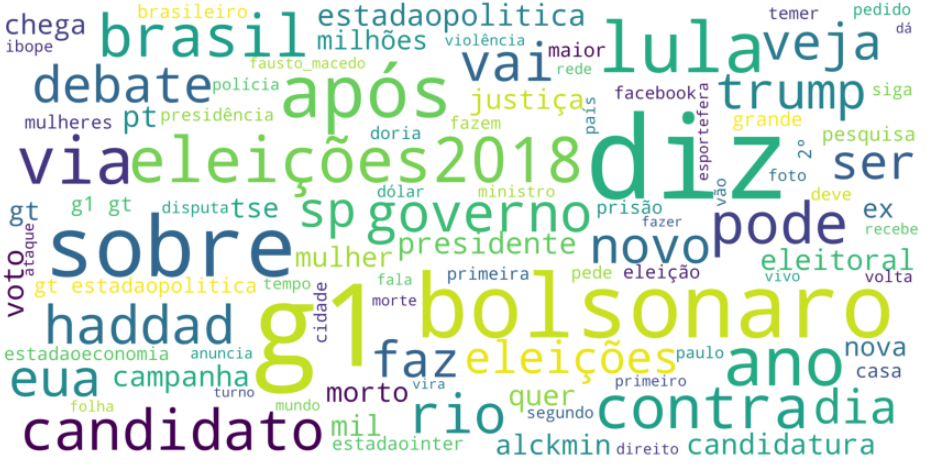 chega
brasileiro
estadaopolitica
temer
pedido
ibope
brasil
milhões
violência
vai
maior
lula
veja
dá
fausto_macedo
rede
debate
polícia
após
justiça
facebook
trump
siga
mulheres
pt
presidência
doria
fazem
país
esportefera
grande
pesquisa
via
eleições2018
diz
2º
ser
dólar
ministro
foto
vão
deve
gt
g1 gt
disputa
tse
sp
governo
prisão
pode
ex
recebe
sobre
presidente
novo
fazer
voto
ataque
mulher
primeira
pede
eleição
eleitoral
vivo
volta
gt estadaopolitica
tempo
fala
cidade
g1
morte
bolsonaro
haddad
estadaoeconomia
anuncia
faz
eleições
paulo
ano
nova
casa
eua
campanha
turno
morto
vira
quer
primeiro
contra
dia
folha
mundo
candidato
mil
rio
segundo
estadaointer
alckmin
direito
candidatura